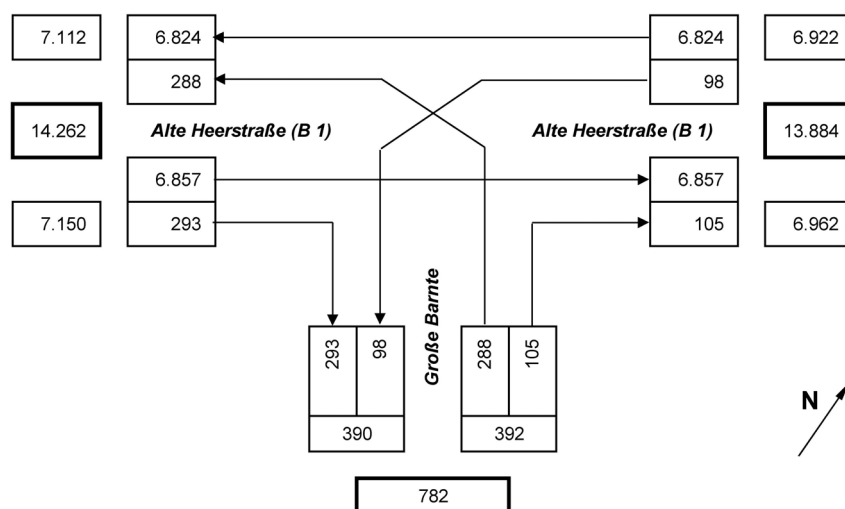 7.112 6.824 6.824 6.922
288 98
14.262 Alte Heerstraße (B 1) Alte Heerstraße (B 1) 13.884
6.857 6.857
7.150 293 105 6.962
293 98 Große Barnte 288 105
390 392
N
782